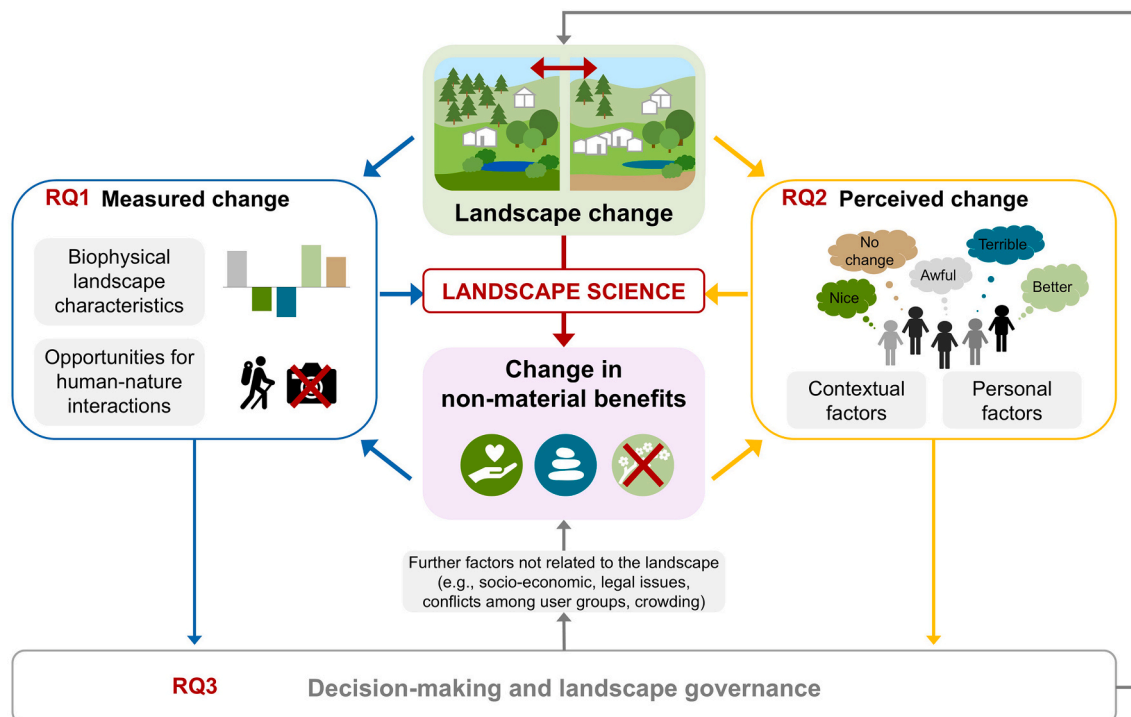 Landscape change
RQ1 Measured change
Biophysical
landscape
characteristics
Opportunities for
human-nature
interactions
LANDSCAPE SCIENCE
RQ2 Perceived change
No
change
Terrible
Awful
Nice
Better
Contextual
factors
Personal
factors
Change in
non-material benefits
Further factors not related to the landscape
(e.g., socio-economic, legal issues,
conflicts among user groups, crowding)
RQ3 Decision-making and landscape governance